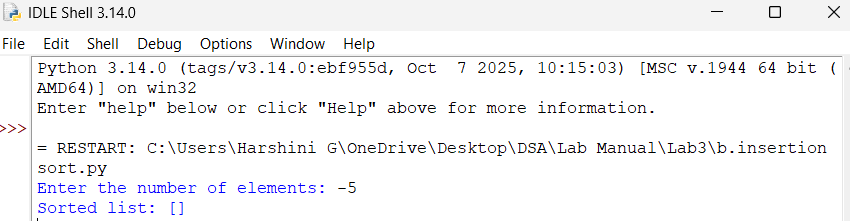 IDLE Shell 3.14.0
File Edit Shell Debug Options Window Help
Python 3.14.0 (tags/v3.14.0:ebf955d, Oct  7 2025, 10:15:03) [MSC v.1944 64 bit (
AMD64)] on win32
Enter "help" below or click "Help" above for more information.
>>>
= RESTART: C:\Users\Harshini G\OneDrive\Desktop\DSA\Lab Manual\Lab3\b.insertion
sort.py
Enter the number of elements: -5
Sorted list: []